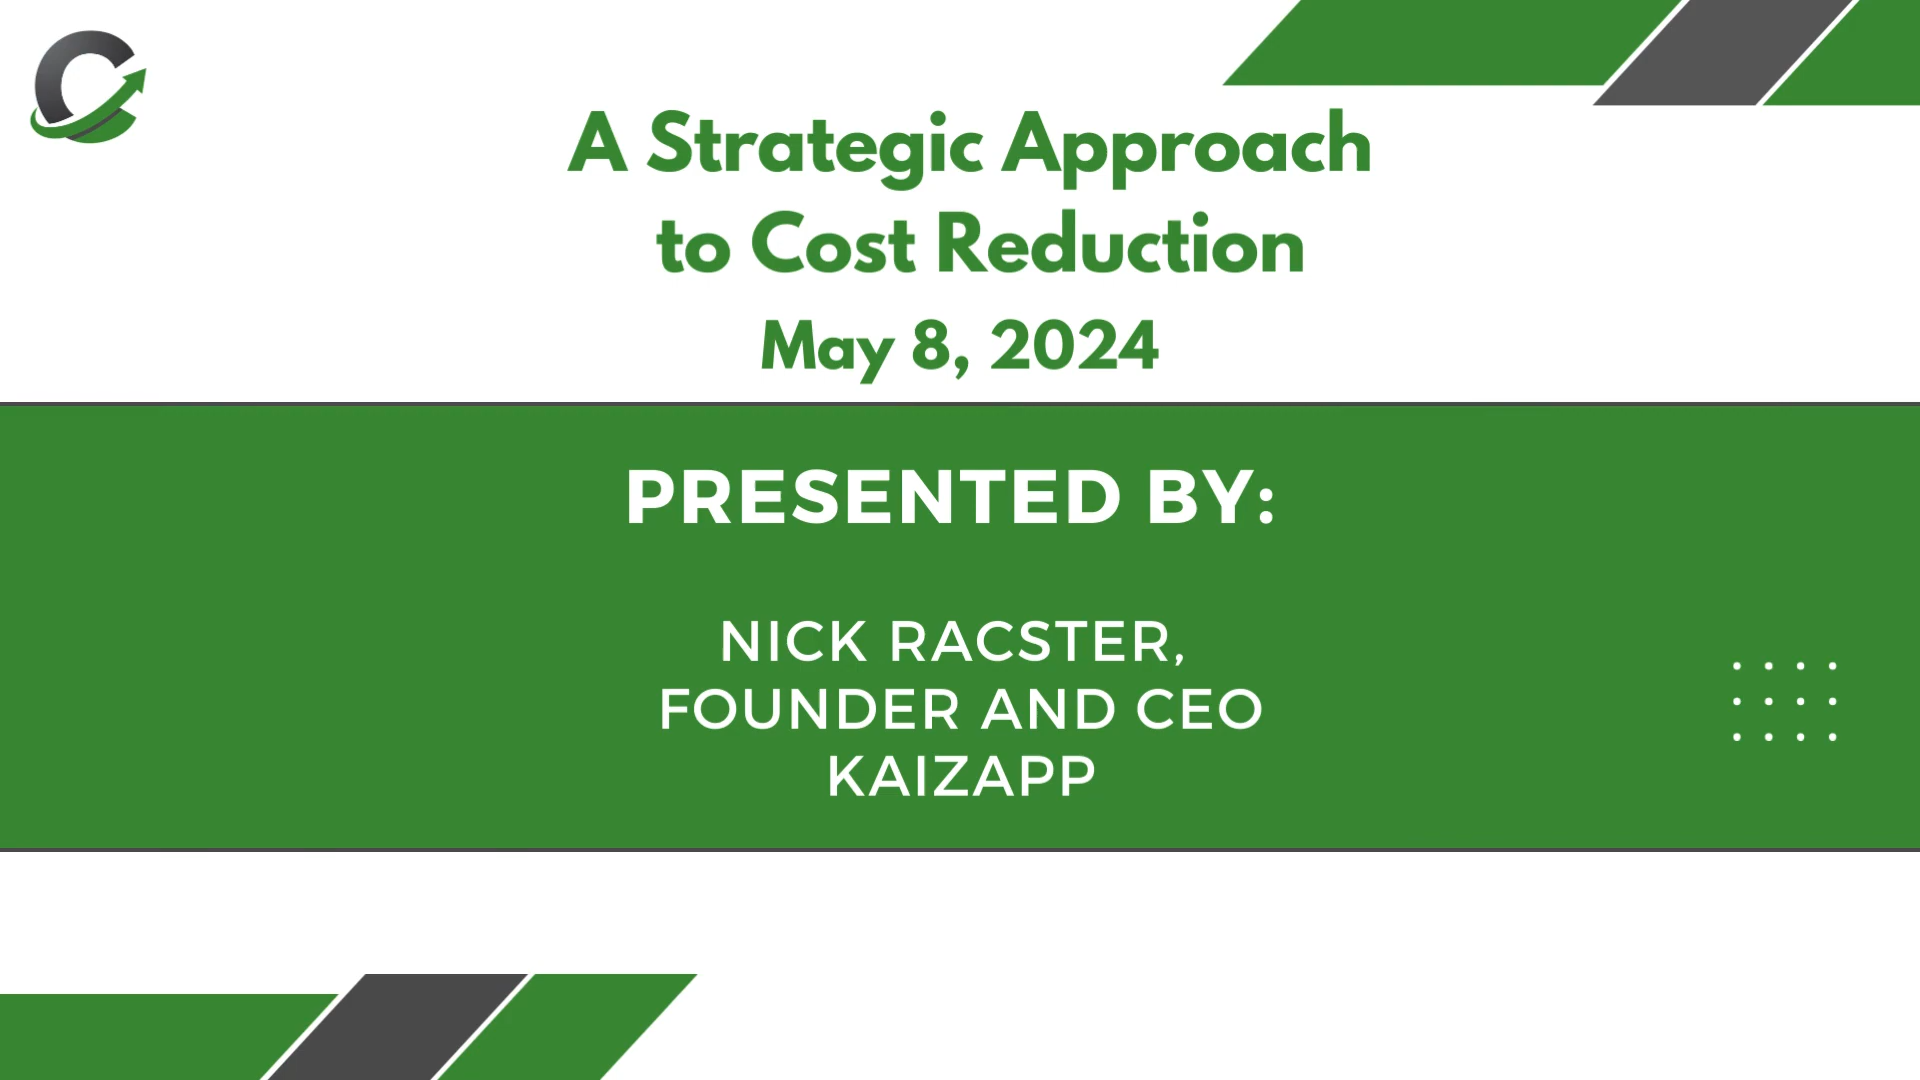 A Strategic Approach
to Cost Reduction
May 8, 2024
PRESENTED BY:
NICK RACSTER,
FOUNDER AND CEO
KAIZAPP